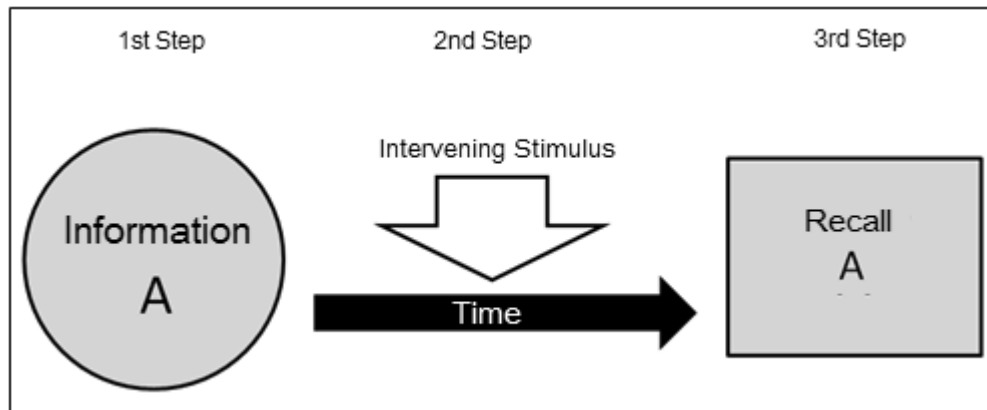 1st Step
2nd Step
3rd Step
Intervening Stimulus
Information
A
Time
Recall
A